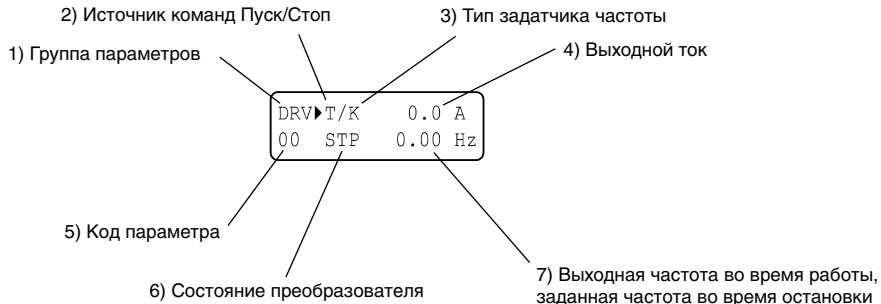 2) Источник команд Пуск/Стоп
3) Тип задатчика частоты
1) Группа параметров
4) Выходной ток
DRV▶T/K 0.0 A
00 STP 0.00 Hz
5) Код параметра
6) Состояние преобразователя
7) Выходная частота во время работы,
заданная частота во время остановки